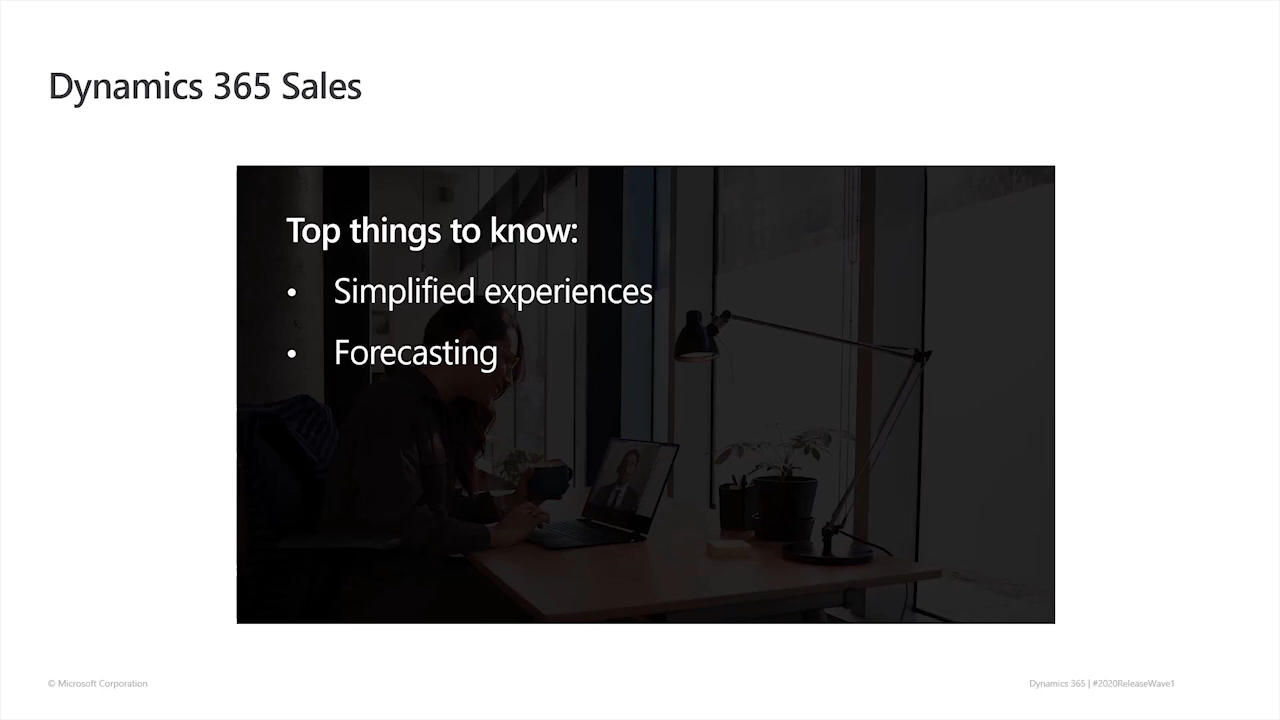 Dynamics 365 Sales
Top things to know:
• Simplified experiences
• Forecasting
© Microsoft Corporation
Dynamics 365 | #2020ReleaseWave1